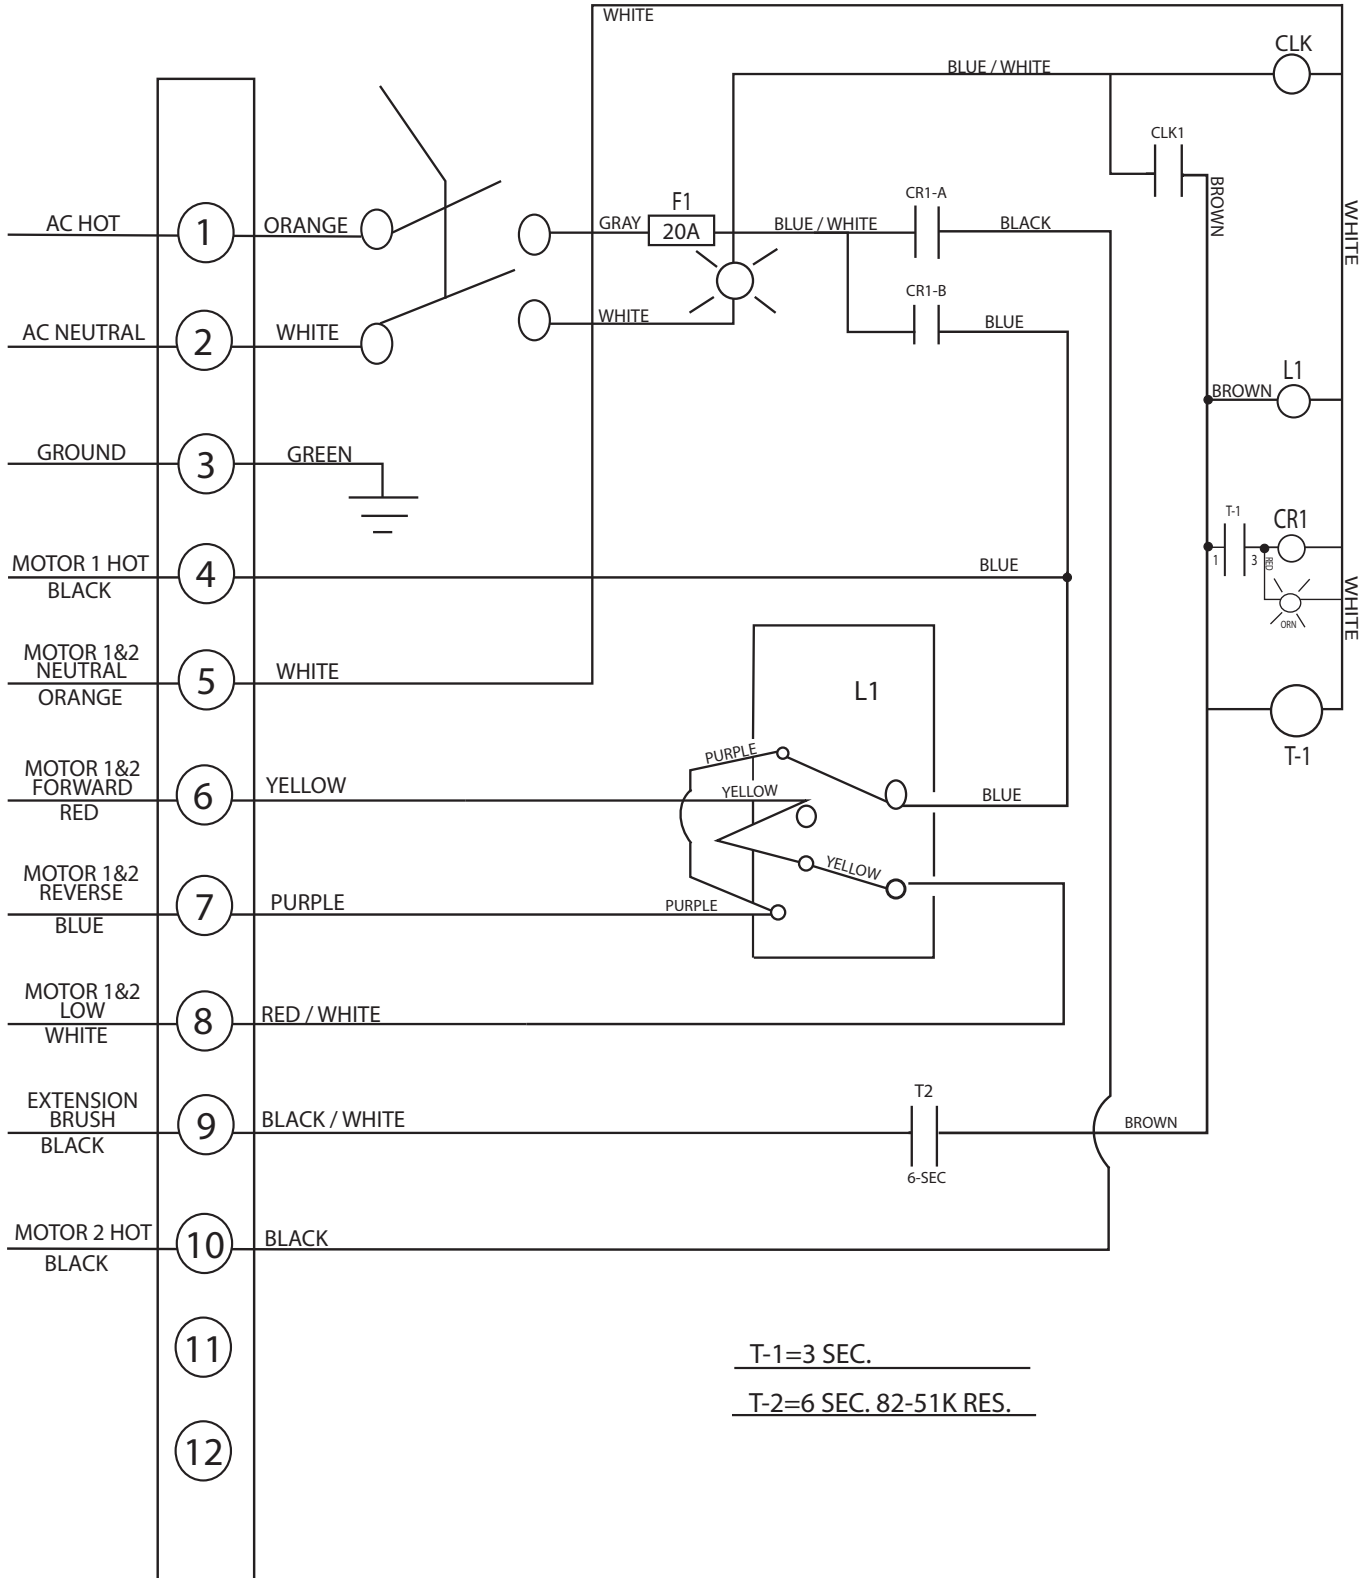 WHITE
CLK
BLUE / WHITE
CLK1
BROWN
WHITE
AC HOT
1
ORANGE
GRAY
F1
20A
BLUE / WHITE
CR1-A
BLACK
CR1-B
BLUE
AC NEUTRAL
2
WHITE
WHITE
L1
BROWN
GROUND
3
GREEN
T-1
1
3
RED
CR1
ORN
WHITE
MOTOR 1 HOT
BLACK
4
BLUE
MOTOR 1&2
NEUTRAL
ORANGE
5
WHITE
L1
T-1
MOTOR 1&2
FORWARD
RED
6
YELLOW
PURPLE
YELLOW
BLUE
MOTOR 1&2
REVERSE
BLUE
7
PURPLE
PURPLE
YELLOW
MOTOR 1&2
LOW
WHITE
8
RED / WHITE
EXTENSION
BRUSH
BLACK
9
BLACK / WHITE
T2
6-SEC
BROWN
MOTOR 2 HOT
BLACK
10
BLACK
11
12
T-1=3 SEC.
T-2=6 SEC. 82-51K RES.